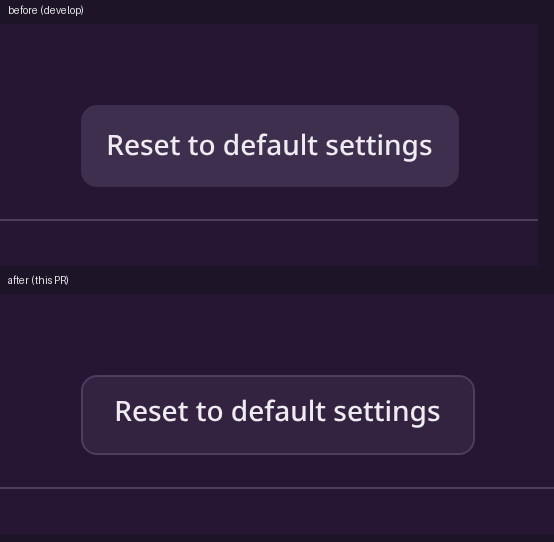 before (develop)
Reset to default settings
after (this PR)
Reset to default settings